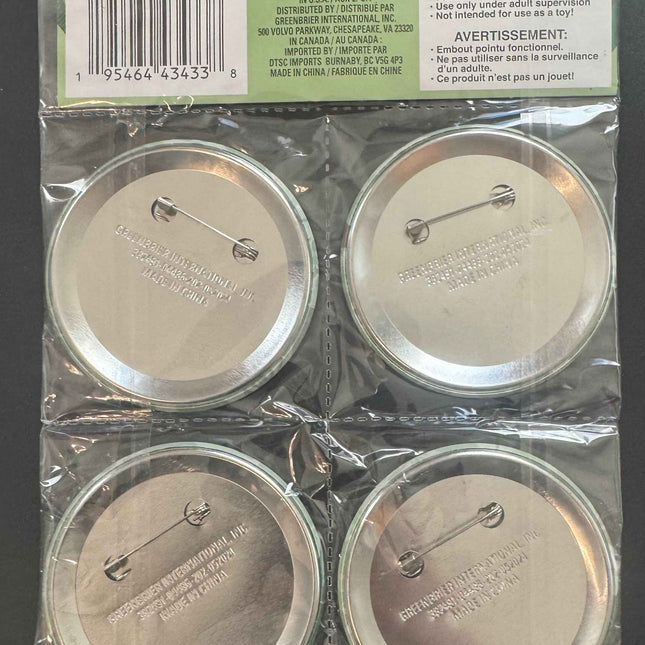 DISTRIBUTED BY / DISTRIBUÉ PAR
GREENBRIER INTERNATIONAL, INC.
500 VOLVO PARKWAY, CHESAPEAKE, VA 23320
IN CANADA / AU CANADA :
IMPORTED BY / IMPORTÉ PAR
DTSC IMPORTS BURNABY, BC V5G 4P3
MADE IN CHINA / FABRIQUÉ EN CHINE
1 95464 43433 8
• Use only under adult supervision
• Not intended for use as a toy!
AVERTISSEMENT:
• Embout pointu fonctionnel.
• Ne pas utiliser sans la surveillance
d'un adulte.
• Ce produit n'est pas un jouet!
GREENBRIER INTERNATIONAL, INC.
MADE IN CHINA
GREENBRIER INTERNATIONAL, INC.
MADE IN CHINA
GREENBRIER INTERNATIONAL, INC.
MADE IN CHINA
GREENBRIER INTERNATIONAL, INC.
MADE IN CHINA